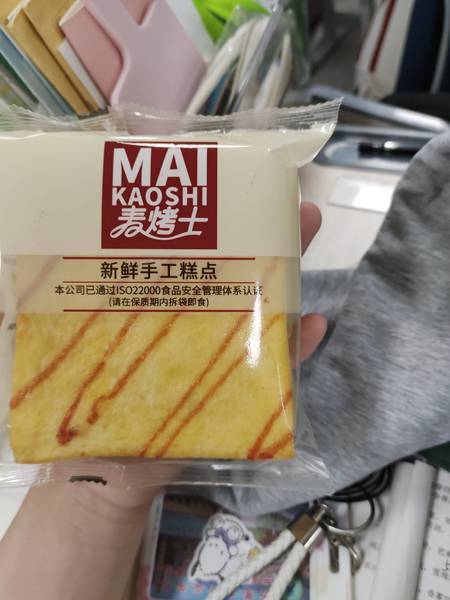 MAI
KAOSHI
麦烤士
新鲜手工糕点
本公司已通过ISO22000食品安全管理体系认证
(请在保质期内拆袋即食)